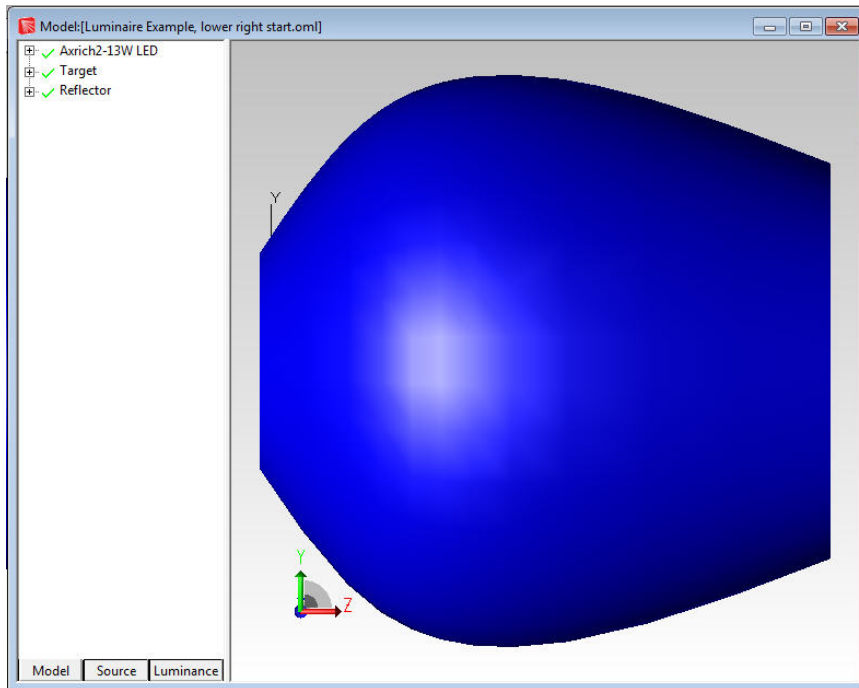 Model:[Luminaire Example, lower right start.oml]
Axrich2-13W LED
Target
Reflector
Y
Y
Z
Model Source Luminance